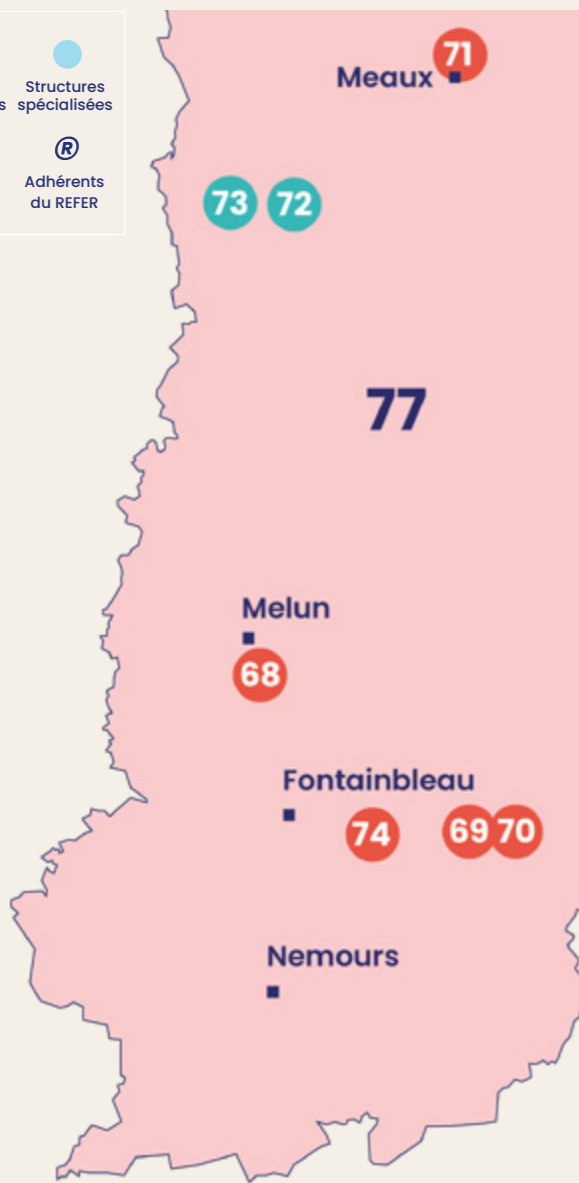 Structures
s spécialisées
®
Adhérents
du REFER
71
Meaux
73 72
77
Melun
68
Fontainbleau
74 69 70
Nemours